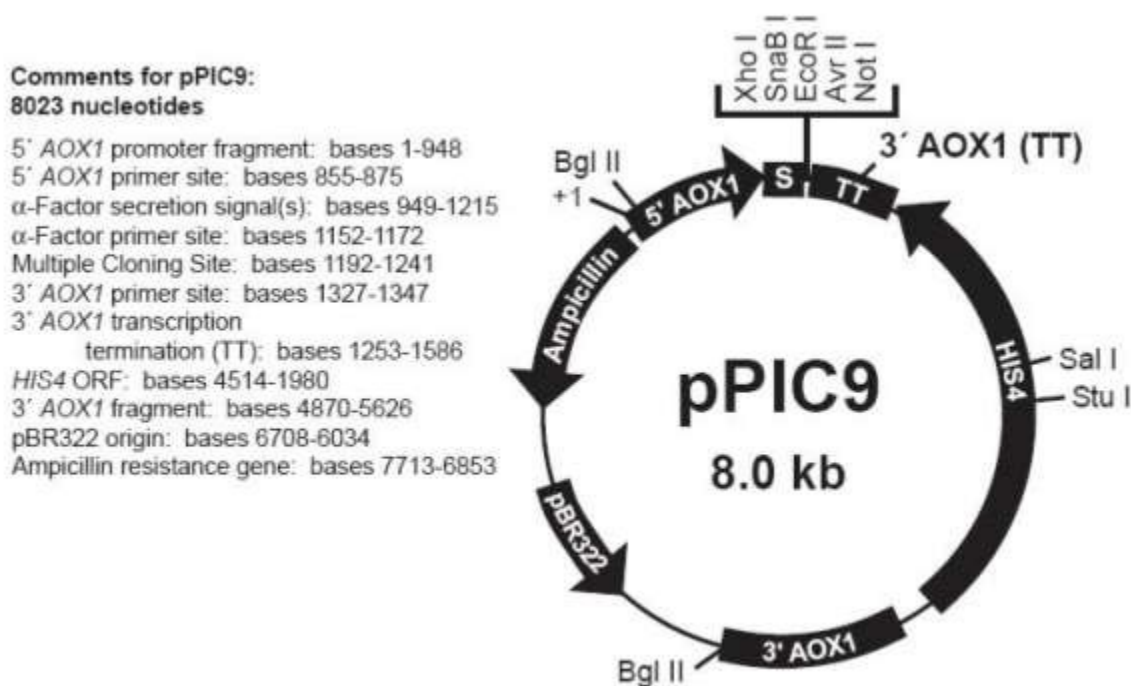 Comments for pPIC9:
8023 nucleotides
5´ AOX1 promoter fragment: bases 1-948
5´ AOX1 primer site: bases 855-875
α-Factor secretion signal(s): bases 949-1215
α-Factor primer site: bases 1152-1172
Multiple Cloning Site: bases 1192-1241
3´ AOX1 primer site: bases 1327-1347
3´ AOX1 transcription
termination (TT): bases 1253-1586
HIS4 ORF: bases 4514-1980
3´ AOX1 fragment: bases 4870-5626
pBR322 origin: bases 6708-6034
Ampicillin resistance gene: bases 7713-6853
Xho I
SnaB I
EcoR I
Avr II
Not I
3´ AOX1 (TT)
Bgl II
+1
5' AOX1
S
TT
Ampicillin
HIS4
Sal I
Stu I
pPIC9
8.0 kb
pBR322
3' AOX1
Bgl II